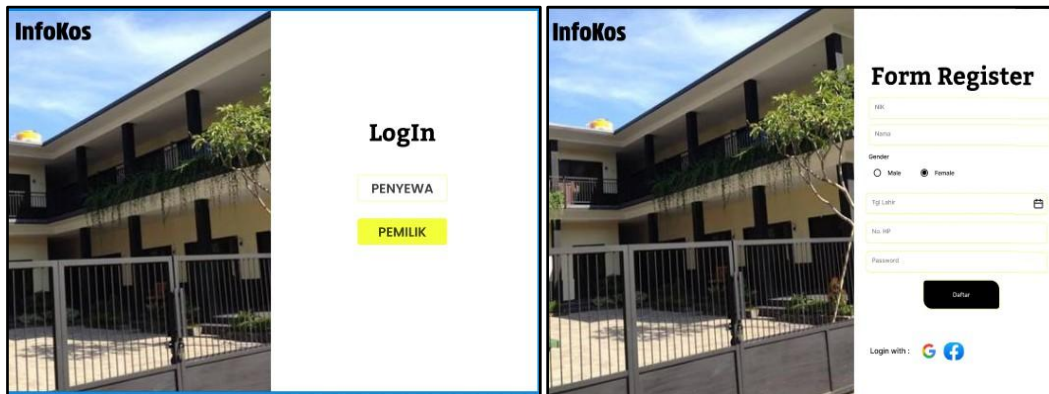 InfoKos
LogIn
PENYEWA
PEMILIK
InfoKos
Form Register
NIK
Nama
Gender
Male Female
Tgl Lahir
No. HP
Password
Daftar
Login with :